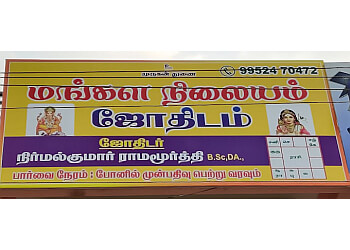 முருகன் துணை
99524 70472
மங்கள நிலையம்
ஜோதிடம்
ஜோதிடர்
நிர்மல்குமார் ராமமூர்த்தி B.Sc,DA.,
ராசி
பார்வை நேரம் : போனில் முன்பதிவு பெற்று வரவும்